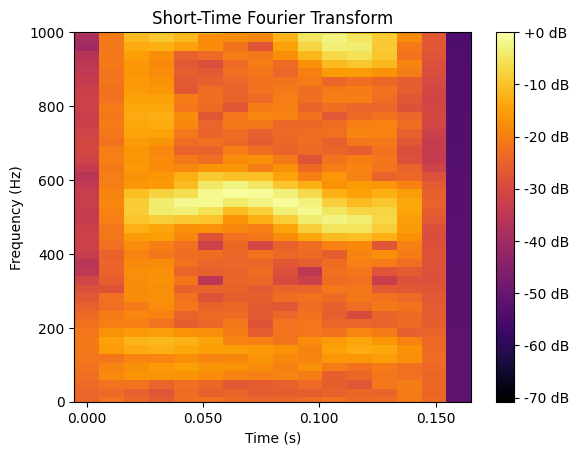 Short-Time Fourier Transform
1000
800
600
400
200
0
Frequency (Hz)
0.000
0.050
0.100
0.150
Time (s)
+0 dB
-10 dB
-20 dB
-30 dB
-40 dB
-50 dB
-60 dB
-70 dB